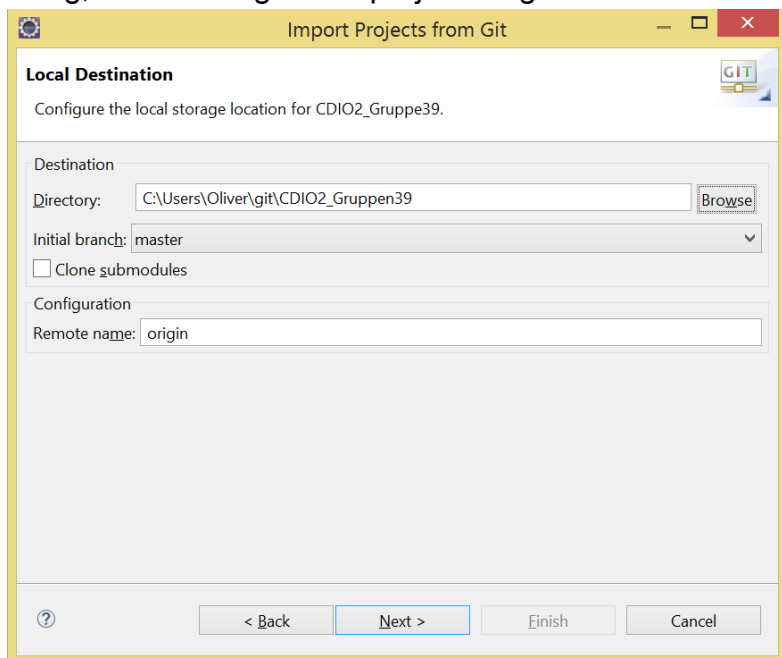 Import Projects from Git
Local Destination
GIT
Configure the local storage location for CDIO2_Gruppe39.
Destination
Directory: C:\Users\Oliver\git\CDIO2_Gruppen39 Browse
Initial branch: master
Clone submodules
Configuration
Remote name: origin
< Back Next > Finish Cancel